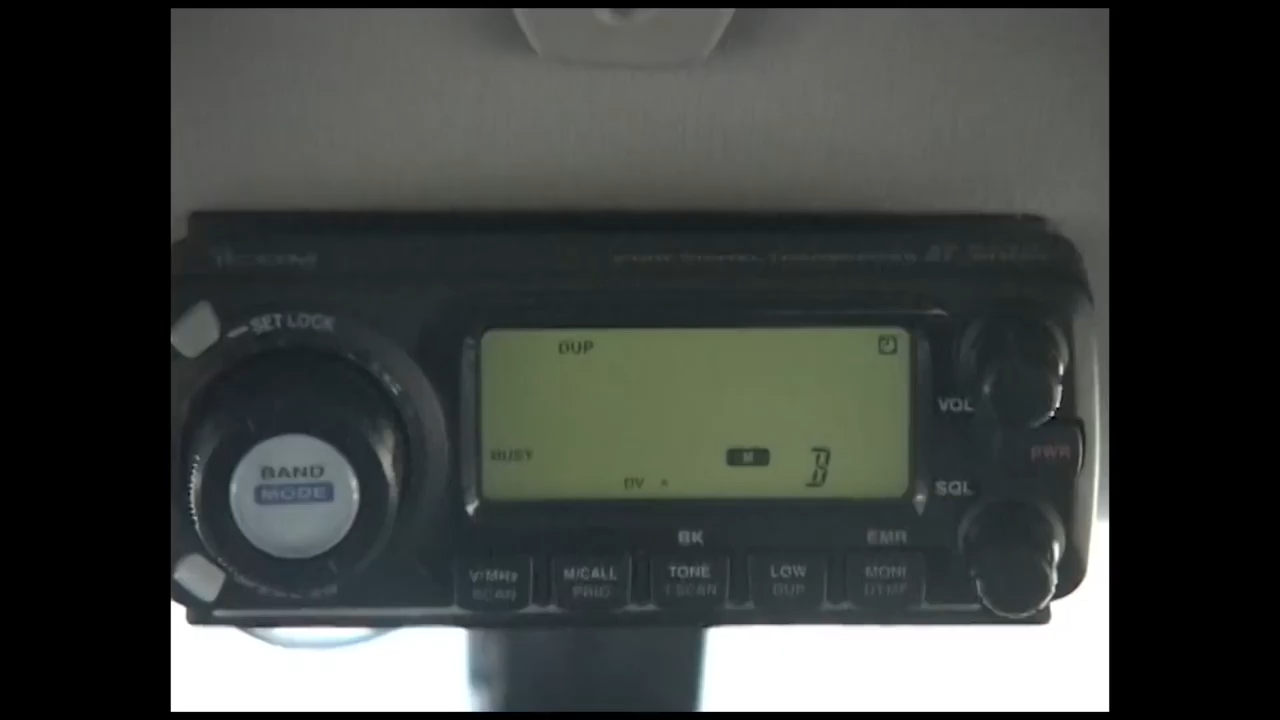 ICOM
SET LOCK
DUP
BUSY
M
B
DV
BAND
MODE
VOL
PWR
SQL
BK
EMR
V/MHz
SCAN
M/CALL
PRIO
TONE
T SCAN
LOW
DUP
MONI
DTMF